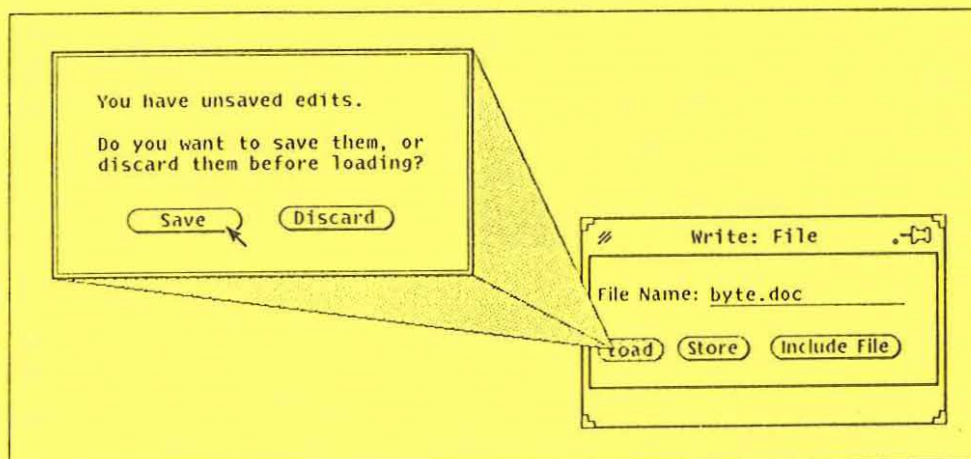 You have unsaved edits.
Do you want to save them, or
discard them before loading?
Save
Discard
Write: File
File Name: byte.doc
Load
Store
Include File